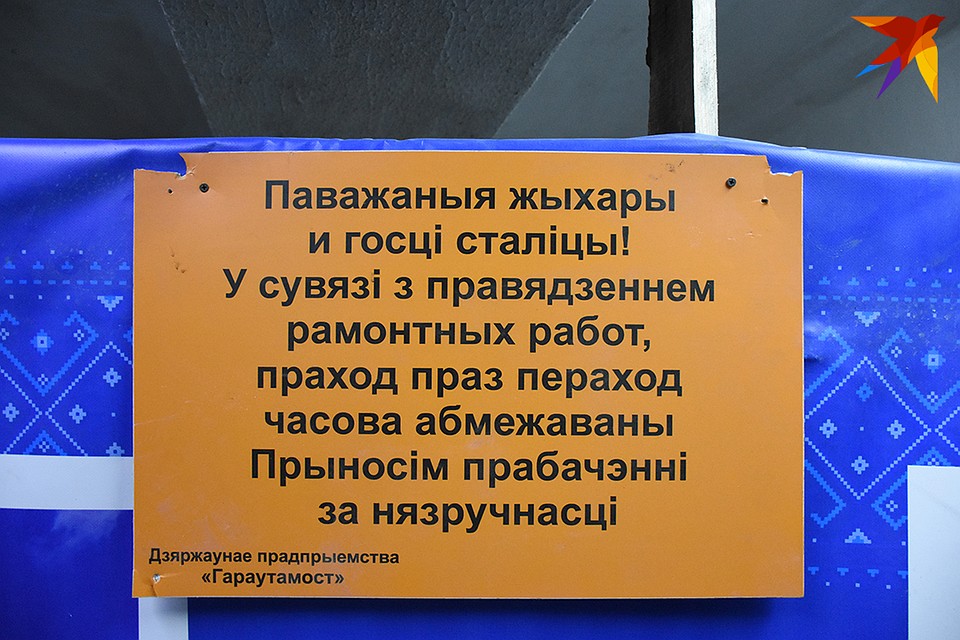 Паважаныя жыхары
и госці сталіцы!
У сувязі з правядзеннем
рамонтных работ,
праход праз пераход
часова абмежаваны
Прыносім прабачэнні
за нязручнасці
Дзяржаунае прадпрыемства
«Гараутамост»